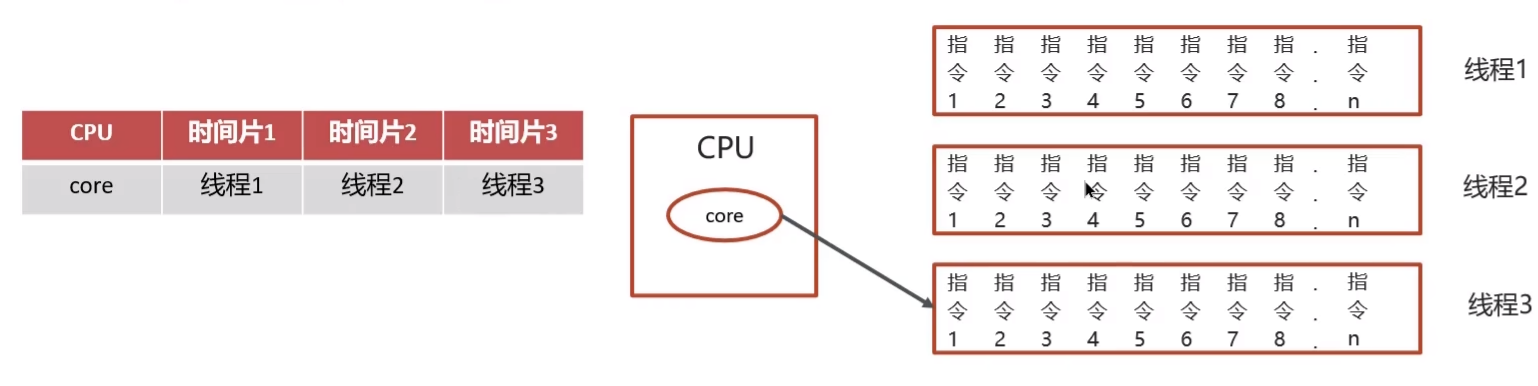 CPU 时间片1 时间片2 时间片3
core 线程1 线程2 线程3
CPU
core
指 指 指 指 指 指 指 指 . 指
令 令 令 令 令 令 令 令 . 令
1 2 3 4 5 6 7 8 . n
线程1
指 指 指 指 指 指 指 指 . 指
令 令 令 令 令 令 令 令 . 令
1 2 3 4 5 6 7 8 . n
线程2
指 指 指 指 指 指 指 指 . 指
令 令 令 令 令 令 令 令 . 令
1 2 3 4 5 6 7 8 . n
线程3